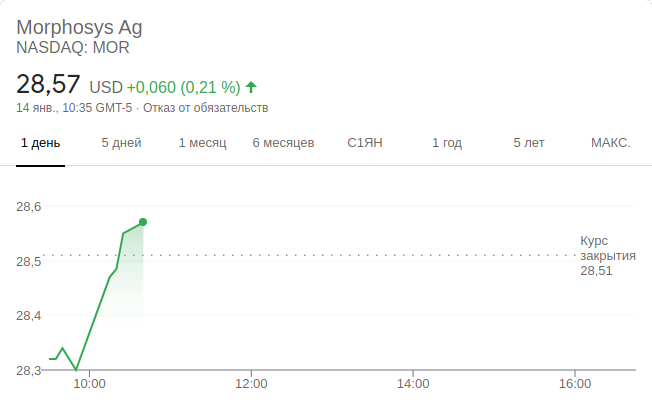 Morphosys Ag
NASDAQ: MOR
28,57 USD +0,060 (0,21 %)
14 янв., 10:35 GMT-5 · Отказ от обязательств
1 день 5 дней 1 месяц 6 месяцев С1ЯН 1 год 5 лет МАКС.
28,6
Курс
закрытия
28,5
28,51
28,4
28,3
10:00 12:00 14:00 16:00